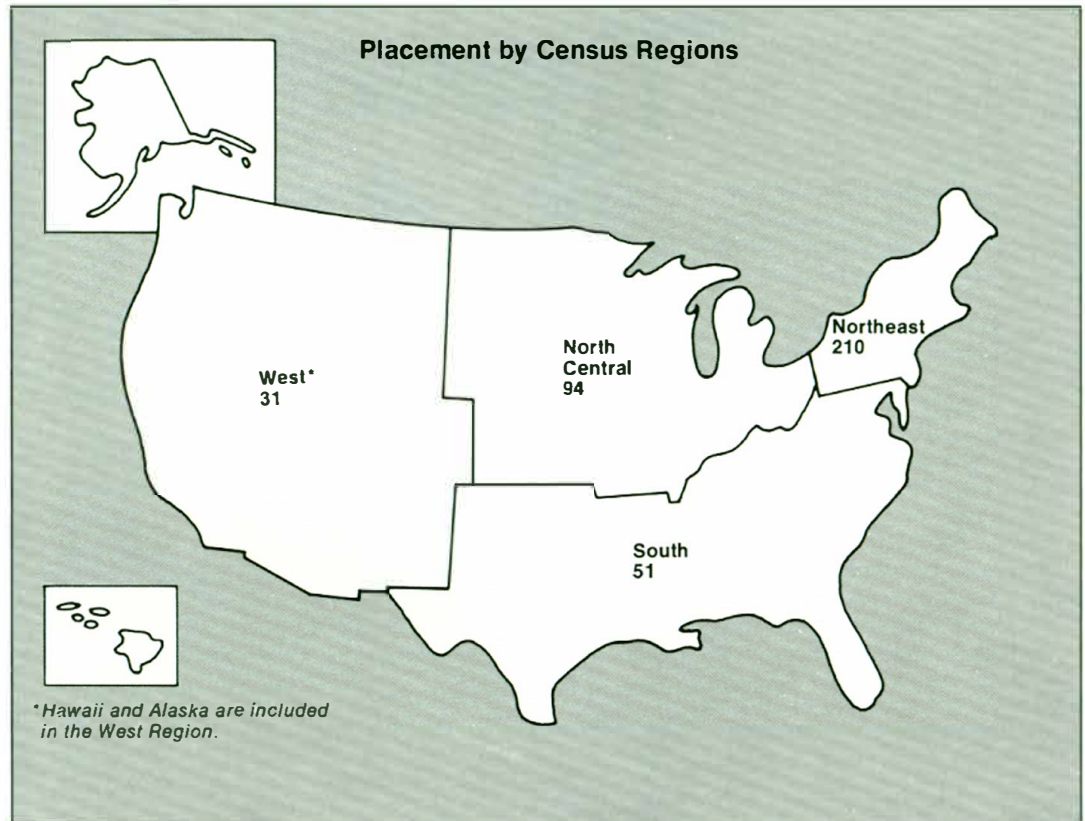 Placement by Census Regions
Northeast
210
North
Central
94
West*
31
South
51
*Hawaii and Alaska are included
in the West Region.